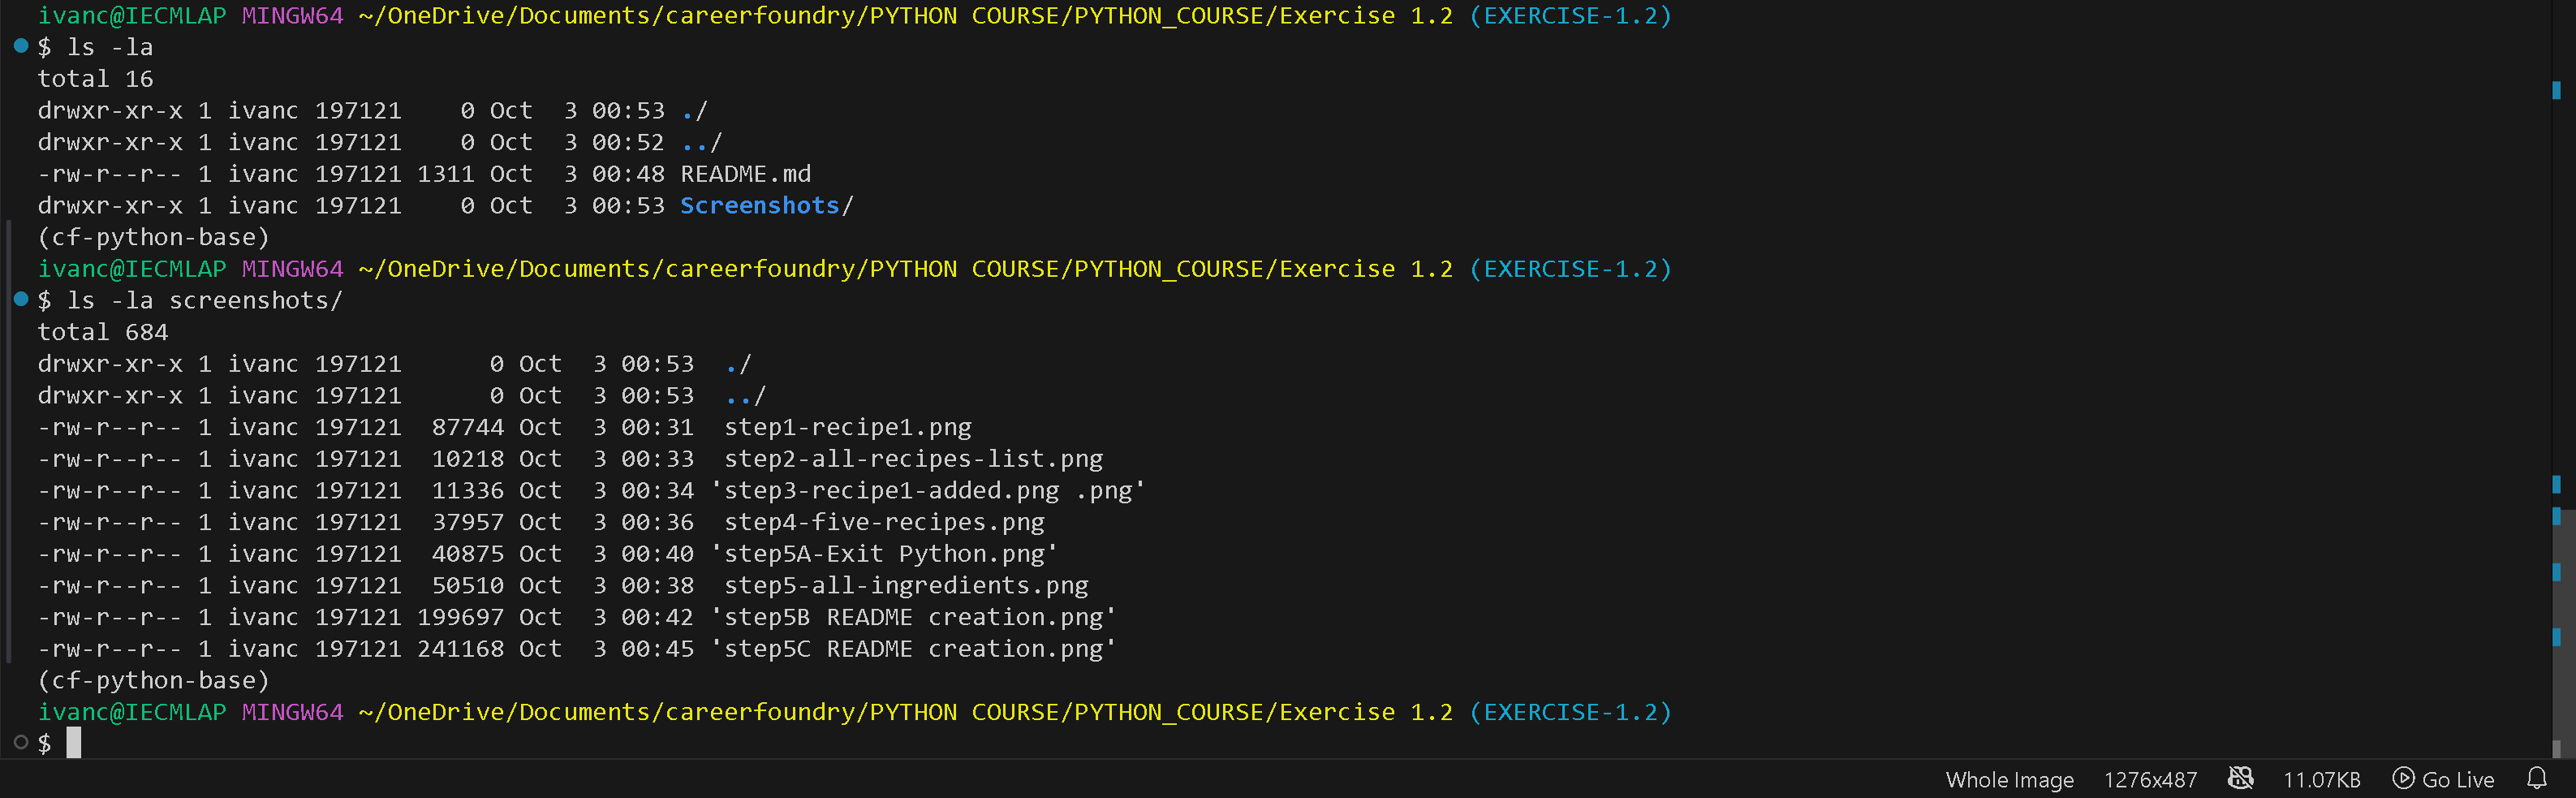 ivanc@IECMLAP MINGW64 ~/OneDrive/Documents/careerfoundry/PYTHON COURSE/PYTHON_COURSE/Exercise 1.2 (EXERCISE-1.2)
$ ls -la
total 16
drwxr-xr-x 1 ivanc 197121    0 Oct  3 00:53 ./
drwxr-xr-x 1 ivanc 197121    0 Oct  3 00:52 ../
-rw-r--r-- 1 ivanc 197121 1311 Oct  3 00:48 README.md
drwxr-xr-x 1 ivanc 197121    0 Oct  3 00:53 Screenshots/
(cf-python-base)
ivanc@IECMLAP MINGW64 ~/OneDrive/Documents/careerfoundry/PYTHON COURSE/PYTHON_COURSE/Exercise 1.2 (EXERCISE-1.2)
$ ls -la screenshots/
total 684
drwxr-xr-x 1 ivanc 197121      0 Oct  3 00:53  ./
drwxr-xr-x 1 ivanc 197121      0 Oct  3 00:53  ../
-rw-r--r-- 1 ivanc 197121  87744 Oct  3 00:31  step1-recipe1.png
-rw-r--r-- 1 ivanc 197121  10218 Oct  3 00:33  step2-all-recipes-list.png
-rw-r--r-- 1 ivanc 197121  11336 Oct  3 00:34 'step3-recipe1-added.png .png'
-rw-r--r-- 1 ivanc 197121  37957 Oct  3 00:36  step4-five-recipes.png
-rw-r--r-- 1 ivanc 197121  40875 Oct  3 00:40 'step5A-Exit Python.png'
-rw-r--r-- 1 ivanc 197121  50510 Oct  3 00:38  step5-all-ingredients.png
-rw-r--r-- 1 ivanc 197121 199697 Oct  3 00:42 'step5B README creation.png'
-rw-r--r-- 1 ivanc 197121 241168 Oct  3 00:45 'step5C README creation.png'
(cf-python-base)
ivanc@IECMLAP MINGW64 ~/OneDrive/Documents/careerfoundry/PYTHON COURSE/PYTHON_COURSE/Exercise 1.2 (EXERCISE-1.2)
$
Whole Image 1276x487 11.07KB Go Live